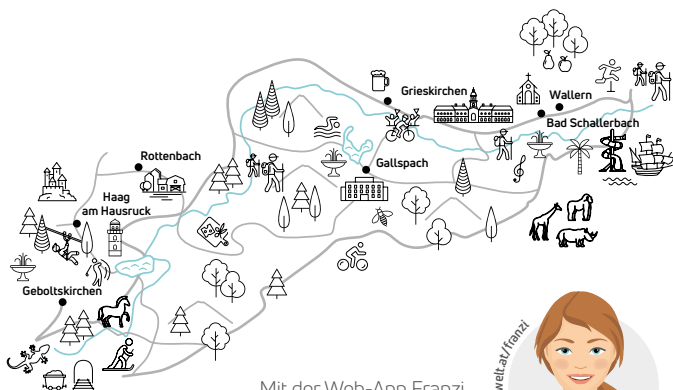 Grieskirchen
Wallern
Bad Schallerbach
Rottenbach
Gallspach
Haag
am Hausruck
Geboltskirchen
welt.at/franzi
Mit der Web-App Franzi